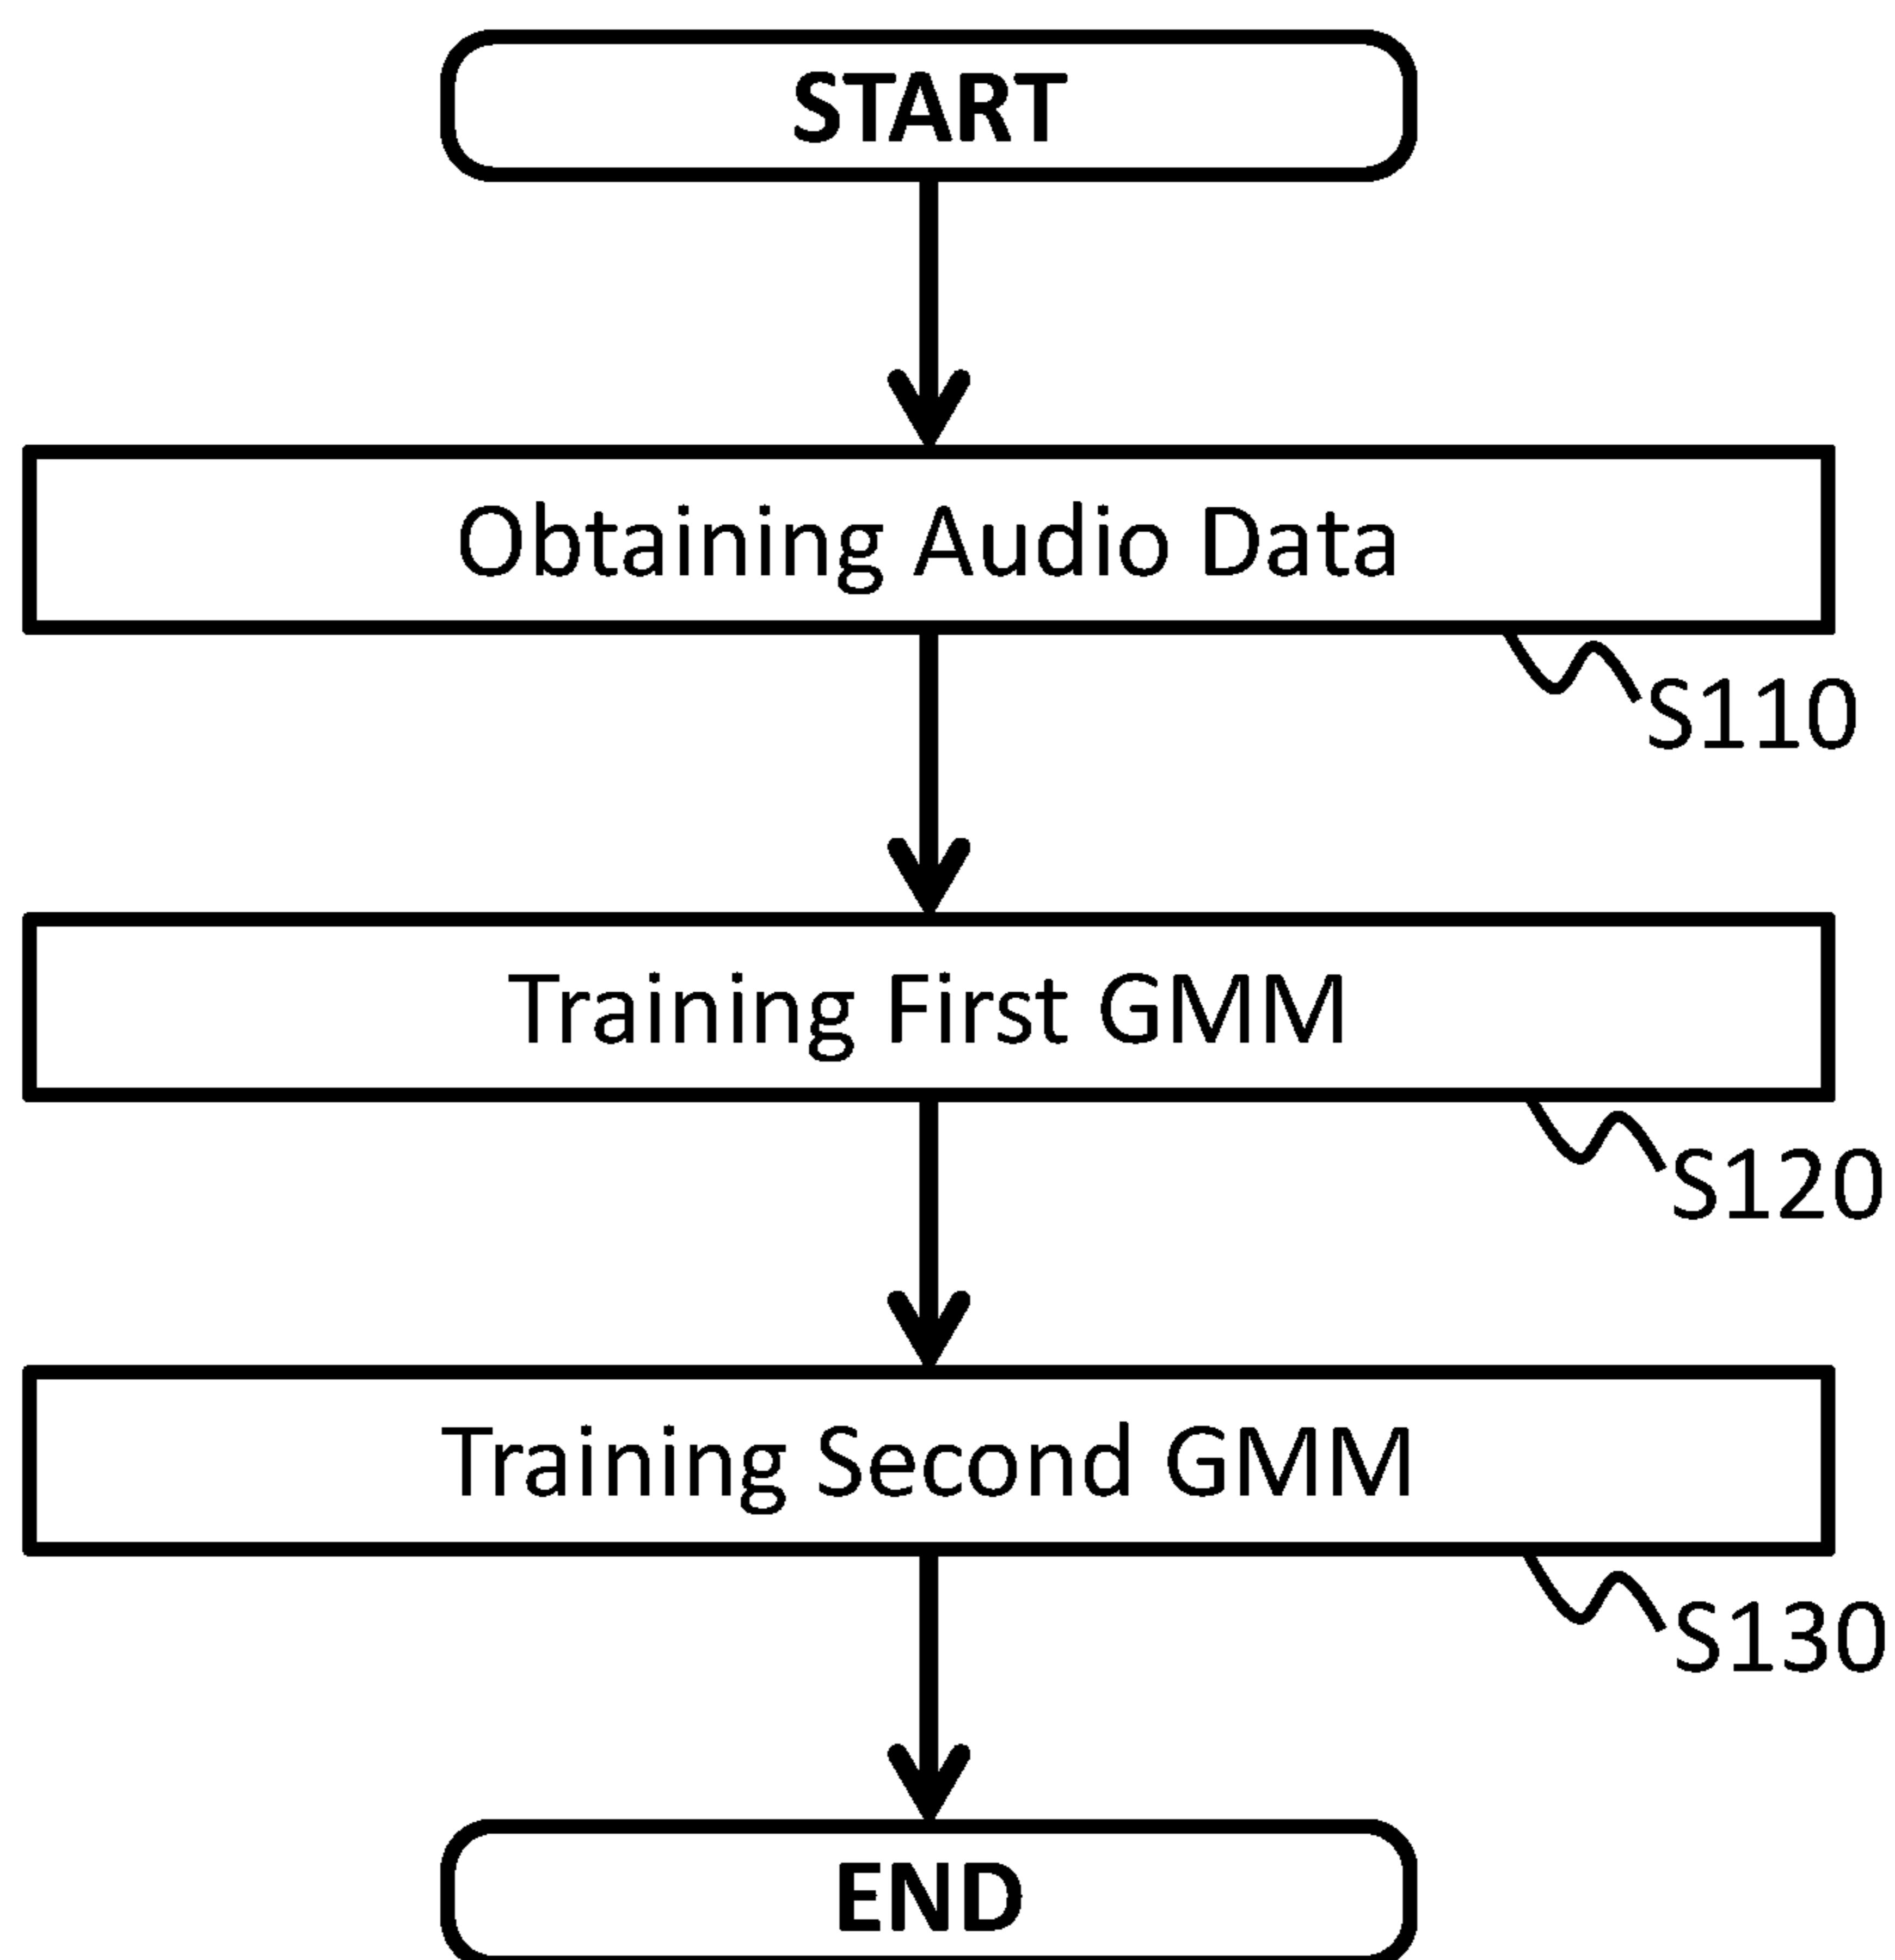 START
Obtaining Audio Data
S110
Training First GMM
S120
Training Second GMM
S130
END